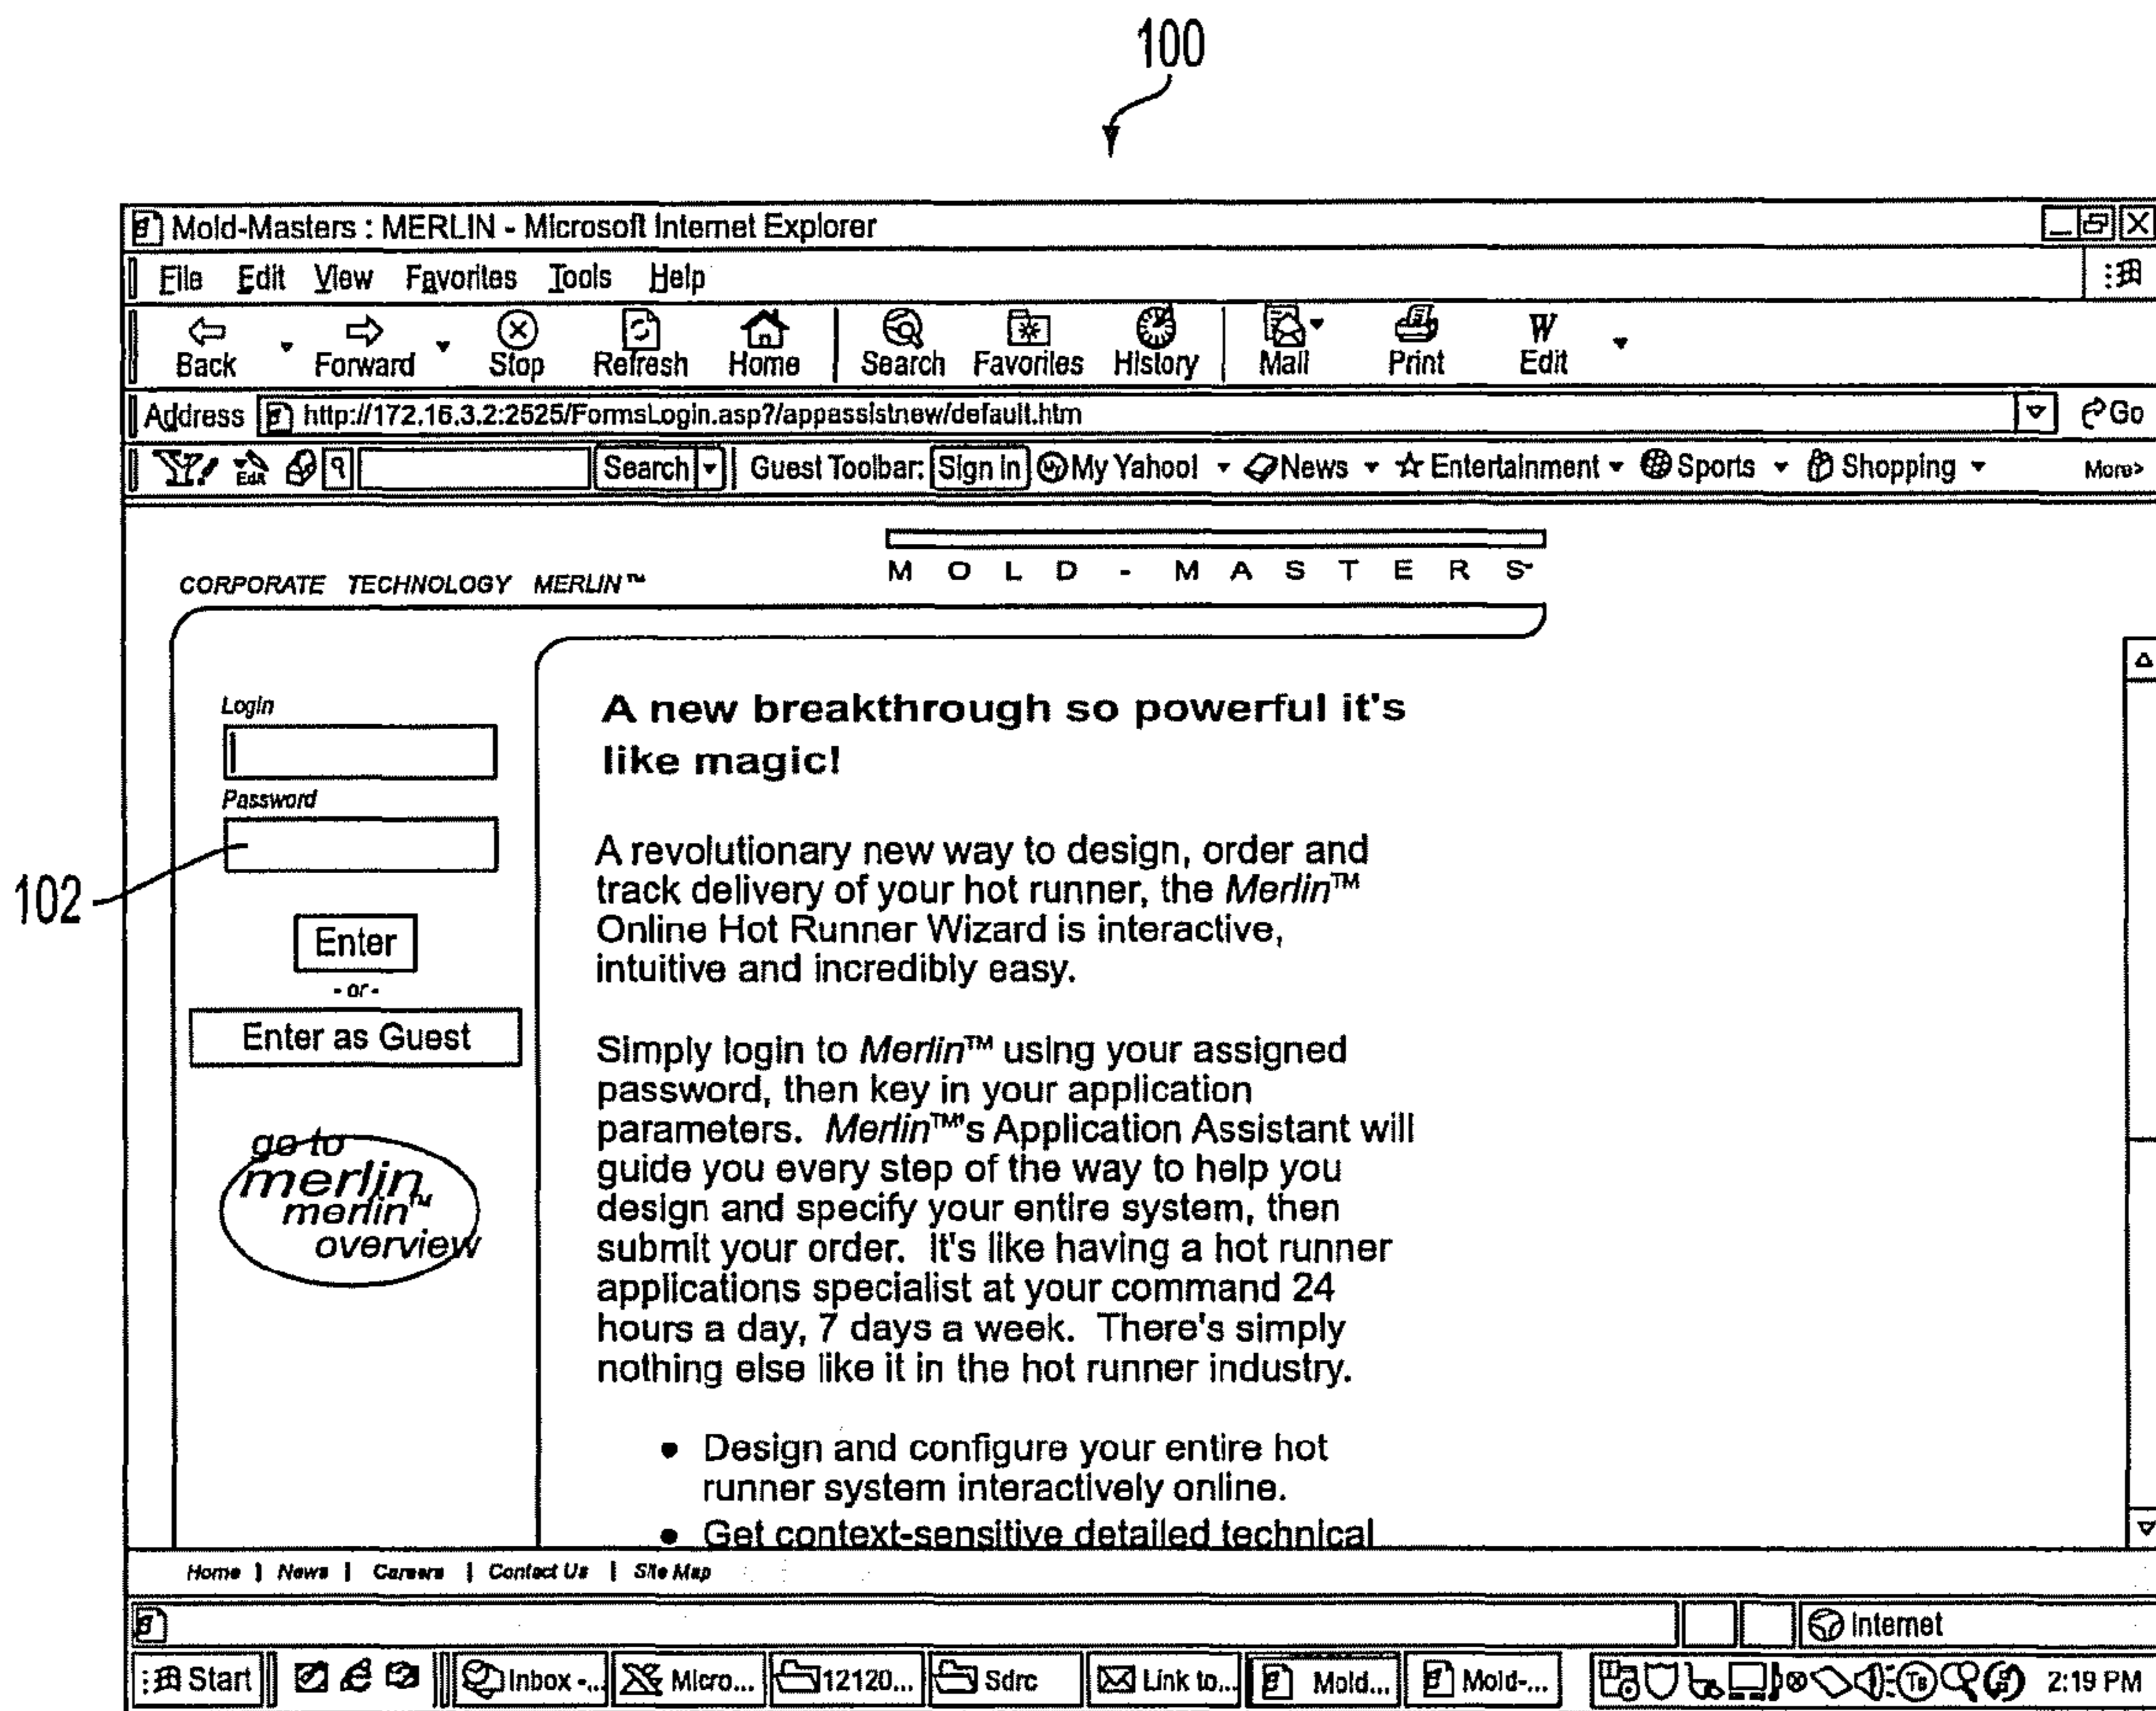 100
Mold-Masters : MERLIN - Microsoft Internet Explorer
File Edit View Favorites Tools Help
Back Forward Stop Refresh Home Search Favorites History Mail Print Edit
Address http://172.16.3.2:2525/FormsLogin.asp?/appassistnew/default.htm Go
Y! Edit Search Guest Toolbar: Sign in My Yahoo! News Entertainment Sports Shopping More>
MOLD-MASTERS
CORPORATE TECHNOLOGY MERLIN™
Login
Password
102
Enter
- or -
Enter as Guest
go to
merlin
merlin™
overview
A new breakthrough so powerful it's
like magic!
A revolutionary new way to design, order and
track delivery of your hot runner, the Merlin™
Online Hot Runner Wizard is interactive,
intuitive and incredibly easy.
Simply login to Merlin™ using your assigned
password, then key in your application
parameters. Merlin™'s Application Assistant will
guide you every step of the way to help you
design and specify your entire system, then
submit your order. It's like having a hot runner
applications specialist at your command 24
hours a day, 7 days a week. There's simply
nothing else like it in the hot runner industry.
• Design and configure your entire hot
runner system interactively online.
• Get context-sensitive detailed technical
Home | News | Careers | Contact Us | Site Map
Internet
Start Inbox -... Micro... 12120... Sdrc Link to... Mold... Mold-... 2:19 PM